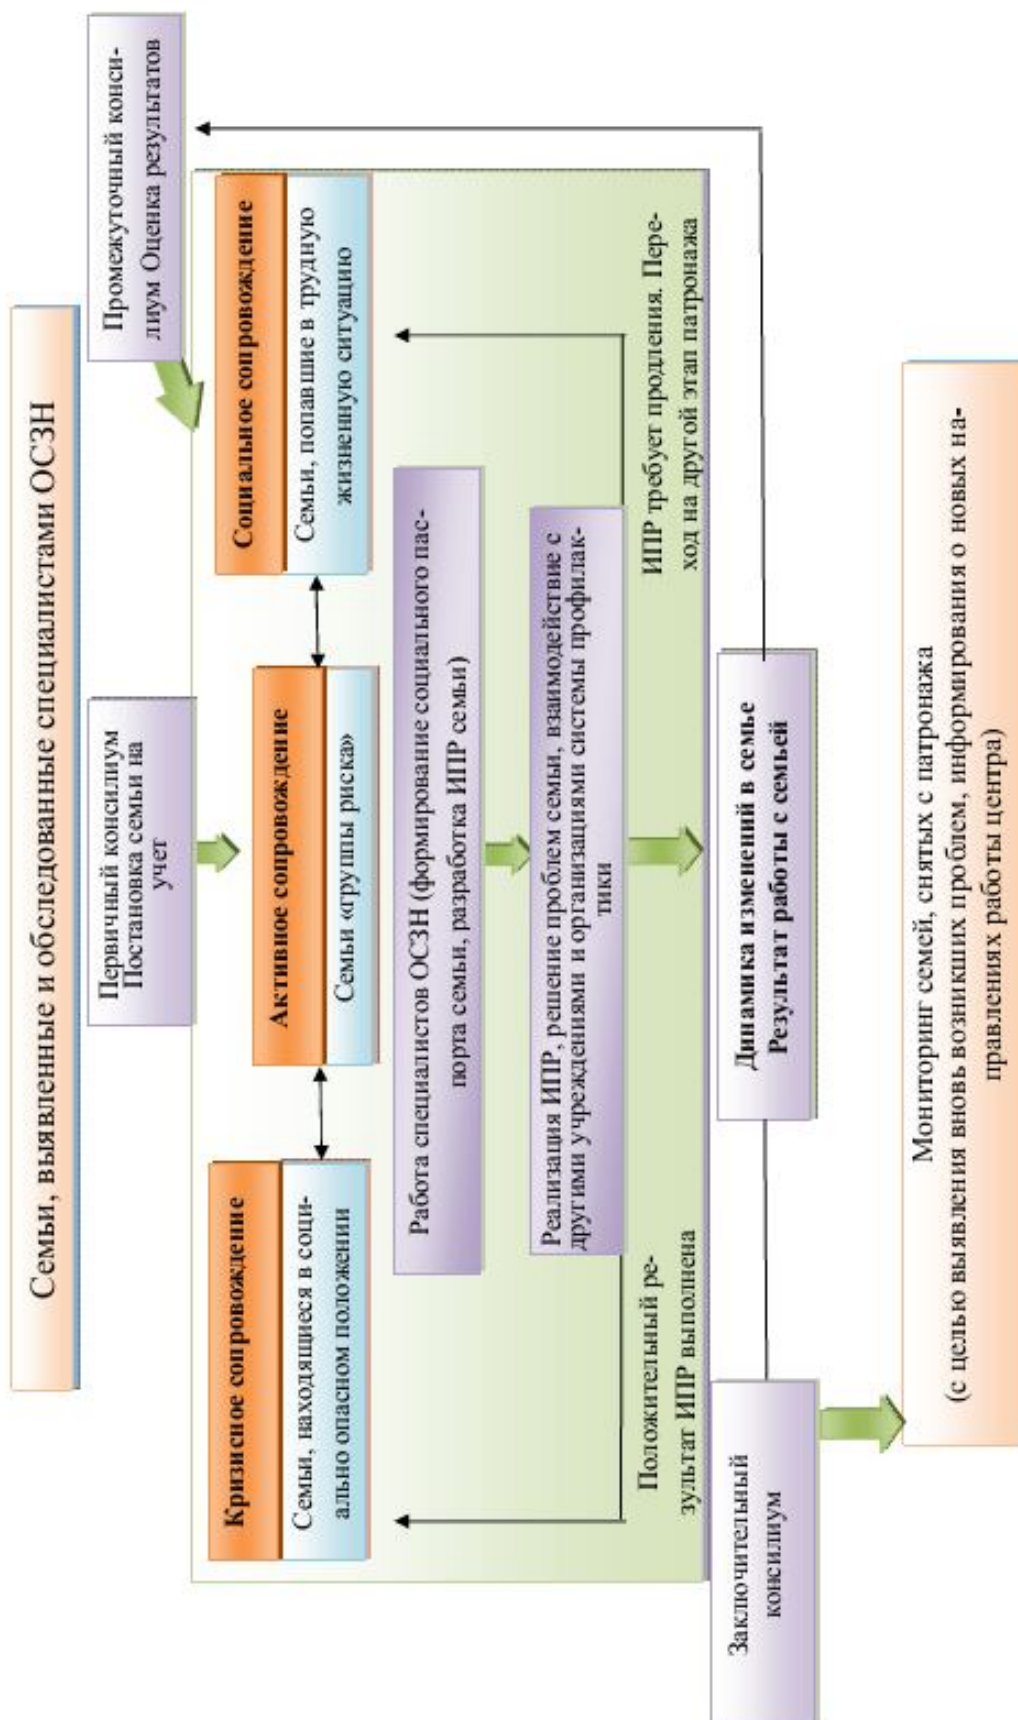 Семьи, выявленные и обследованные специалистами ОСЗН
Первичный консилиум
Постановка семьи на
учет
Промежуточный конси-
лиум Оценка результатов
Кризисное сопровождение
Семьи, находящиеся в соци-
ально опасном положении
Активное сопровождение
Семьи «группы риска»
Социальное сопровождение
Семьи, попавшие в трудную
жизненную ситуацию
Работа специалистов ОСЗН (формирование социального пас-
порта семьи, разработка ИПР семьи)
Реализация ИПР, решение проблем семьи, взаимодействие с
другими учреждениями и организациями системы профилак-
тики
Положительный ре-
зультат ИПР выполнена
ИПР требует продления. Пере-
ход на другой этап патронажа
Динамика изменений в семье
Результат работы с семьей
Заключительный
консилиум
Мониторинг семей, снятых с патронажа
(с целью выявления вновь возникших проблем, информирования о новых на-
правлениях работы центра)